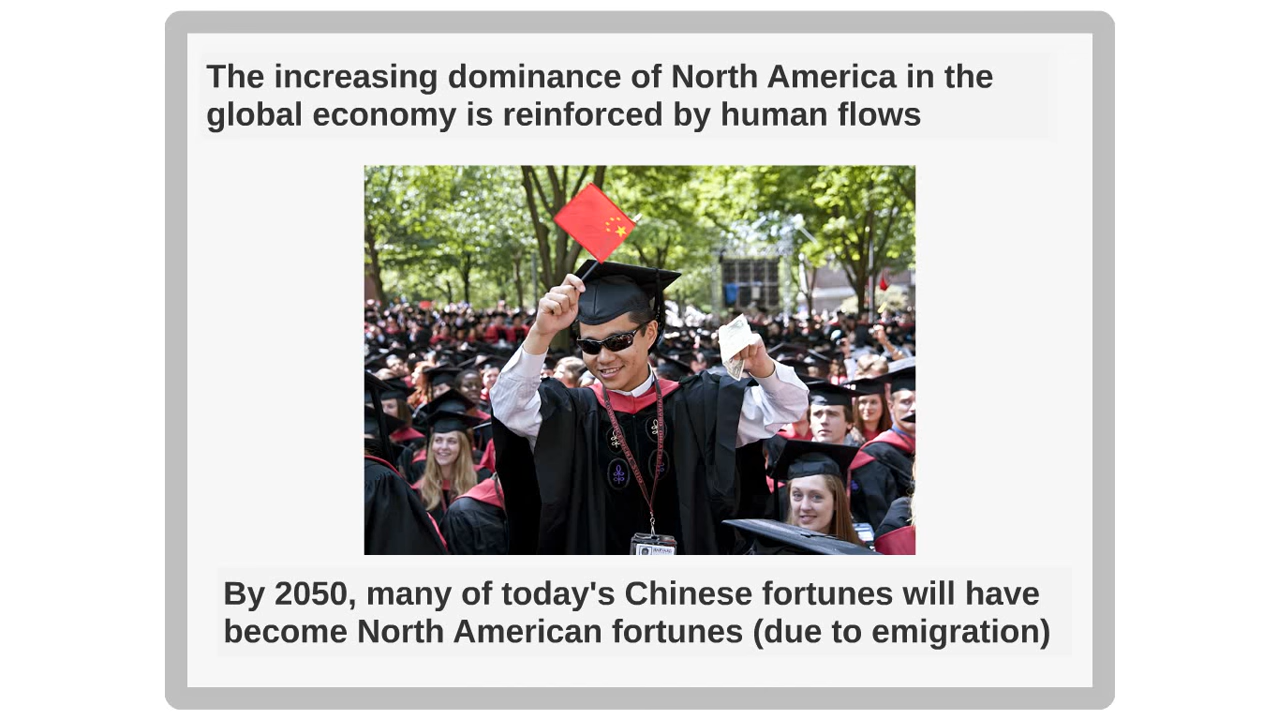 The increasing dominance of North America in the
global economy is reinforced by human flows
By 2050, many of today's Chinese fortunes will have
become North American fortunes (due to emigration)